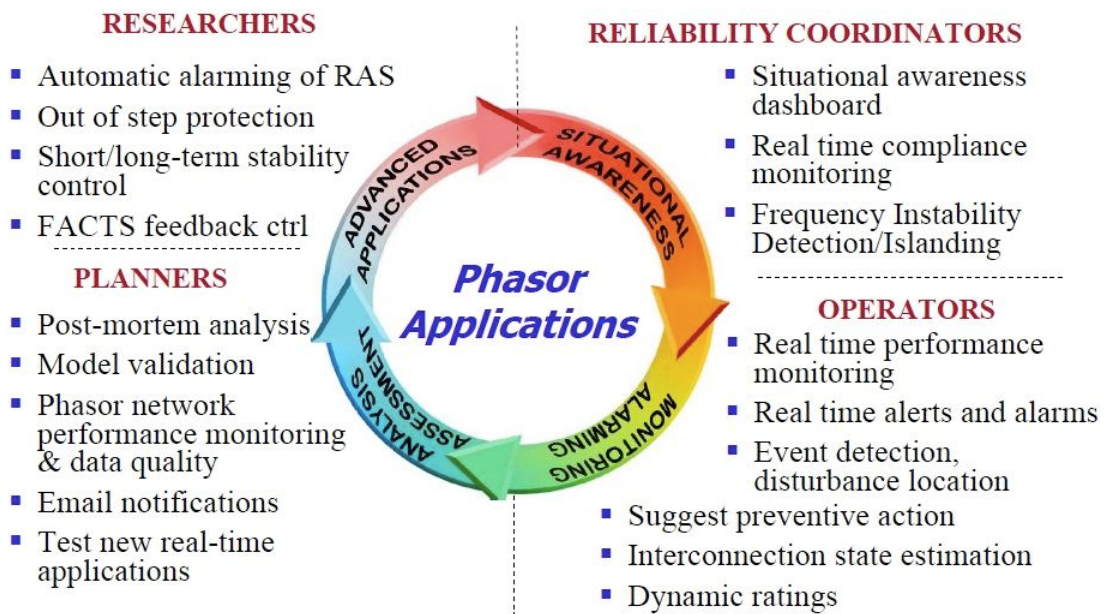 RESEARCHERS
Automatic alarming of RAS
Out of step protection
Short/long-term stability
control
FACTS feedback ctrl
PLANNERS
Post-mortem analysis
Model validation
Phasor network
performance monitoring
& data quality
Email notifications
Test new real-time
applications
ADVANCED
APPLICATIONS
SITUATIONAL
AWARENESS
Phasor
Applications
ANALYSIS
ASSESSMENT
MONITORING
ALARMING
RELIABILITY COORDINATORS
Situational awareness
dashboard
Real time compliance
monitoring
Frequency Instability
Detection/Islanding
OPERATORS
Real time performance
monitoring
Real time alerts and alarms
Event detection,
disturbance location
Suggest preventive action
Interconnection state estimation
Dynamic ratings